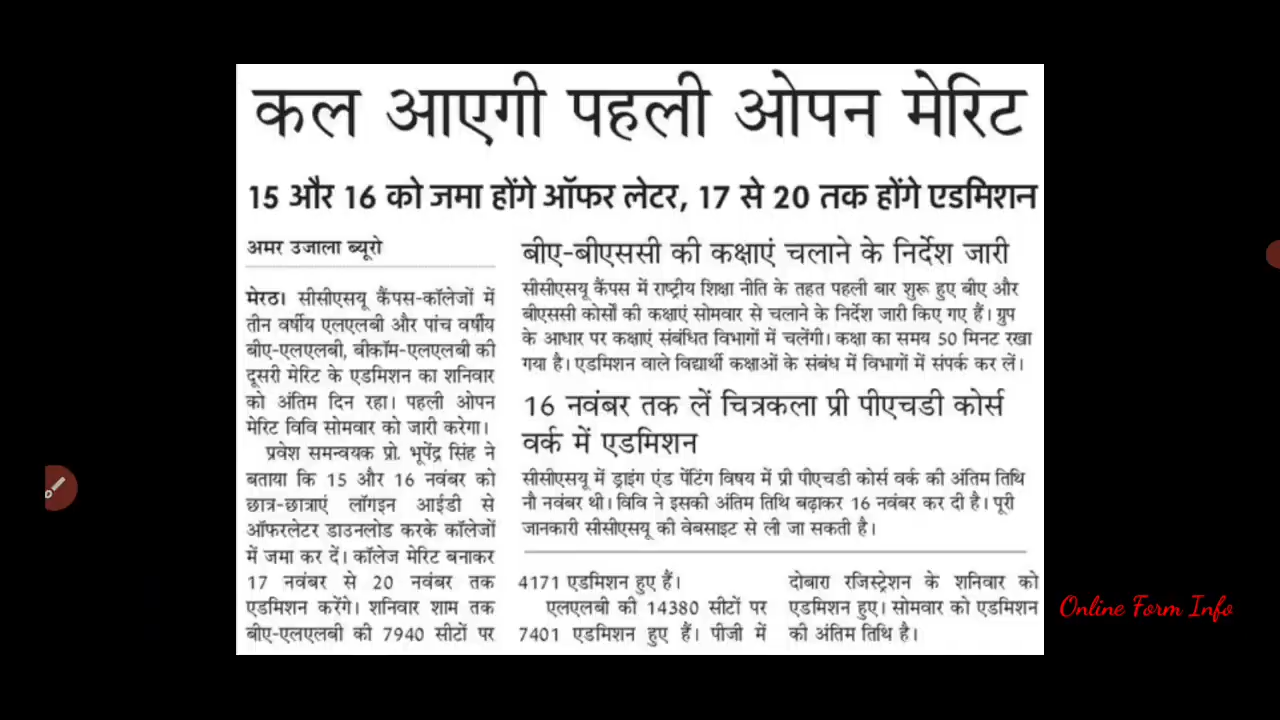 कल आएगी पहली ओपन मेरिट
15 और 16 को जमा होंगे ऑफर लेटर, 17 से 20 तक होंगे एडमिशन
अमर उजाला ब्यूरो
मेरठ। सीसीएसयू कैंपस-कॉलेजों में
तीन वर्षीय एलएलबी और पांच वर्षीय
बीए-एलएलबी, बीकॉम-एलएलबी की
दूसरी मेरिट के एडमिशन का शनिवार
को अंतिम दिन रहा। पहली ओपन
मेरिट विवि सोमवार को जारी करेगा।
प्रवेश समन्वयक प्रो. भूपेंद्र सिंह ने
बताया कि 15 और 16 नवंबर को
छात्र-छात्राएं लॉगइन आईडी से
ऑफरलेटर डाउनलोड करके कॉलेजों
में जमा कर दें। कॉलेज मेरिट बनाकर
17 नवंबर से 20 नवंबर तक
एडमिशन करेंगे। शनिवार शाम तक
बीए-एलएलबी की 7940 सीटों पर
4171 एडमिशन हुए हैं।
एलएलबी की 14380 सीटों पर
7401 एडमिशन हुए हैं। पीजी में
दोबारा रजिस्ट्रेशन के शनिवार को
एडमिशन हुए। सोमवार को एडमिशन
की अंतिम तिथि है।
बीए-बीएससी की कक्षाएं चलाने के निर्देश जारी
सीसीएसयू कैंपस में राष्ट्रीय शिक्षा नीति के तहत पहली बार शुरू हुए बीए और
बीएससी कोर्सों की कक्षाएं सोमवार से चलाने के निर्देश जारी किए गए हैं। ग्रुप
के आधार पर कक्षाएं संबंधित विभागों में चलेंगी। कक्षा का समय 50 मिनट रखा
गया है। एडमिशन वाले विद्यार्थी कक्षाओं के संबंध में विभागों में संपर्क कर लें।
16 नवंबर तक लें चित्रकला प्री पीएचडी कोर्स
वर्क में एडमिशन
सीसीएसयू में ड्राइंग एंड पेंटिंग विषय में प्री पीएचडी कोर्स वर्क की अंतिम तिथि
नौ नवंबर थी। विवि ने इसकी अंतिम तिथि बढ़ाकर 16 नवंबर कर दी है। पूरी
जानकारी सीसीएसयू की वेबसाइट से ली जा सकती है।
Online Form Info